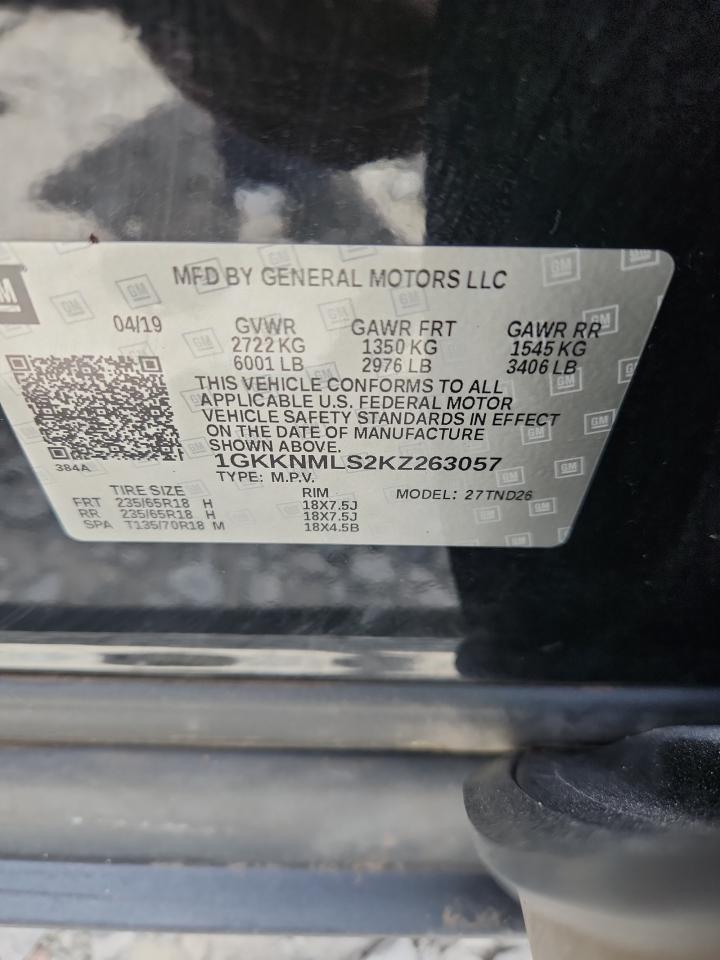 GM
MFD BY GENERAL MOTORS LLC
04/19 GVWR GAWR FRT GAWR RR
2722 KG 1350 KG 1545 KG
6001 LB 2976 LB 3406 LB
THIS VEHICLE CONFORMS TO ALL
APPLICABLE U.S. FEDERAL MOTOR
VEHICLE SAFETY STANDARDS IN EFFECT
ON THE DATE OF MANUFACTURE
SHOWN ABOVE.
384A
1GKKNMLS2KZ263057
TYPE: M.P.V.
TIRE SIZE RIM MODEL: 27TND26
FRT 235/65R18 H 18X7.5J
RR 235/65R18 H 18X7.5J
SPA T135/70R18 M 18X4.5B